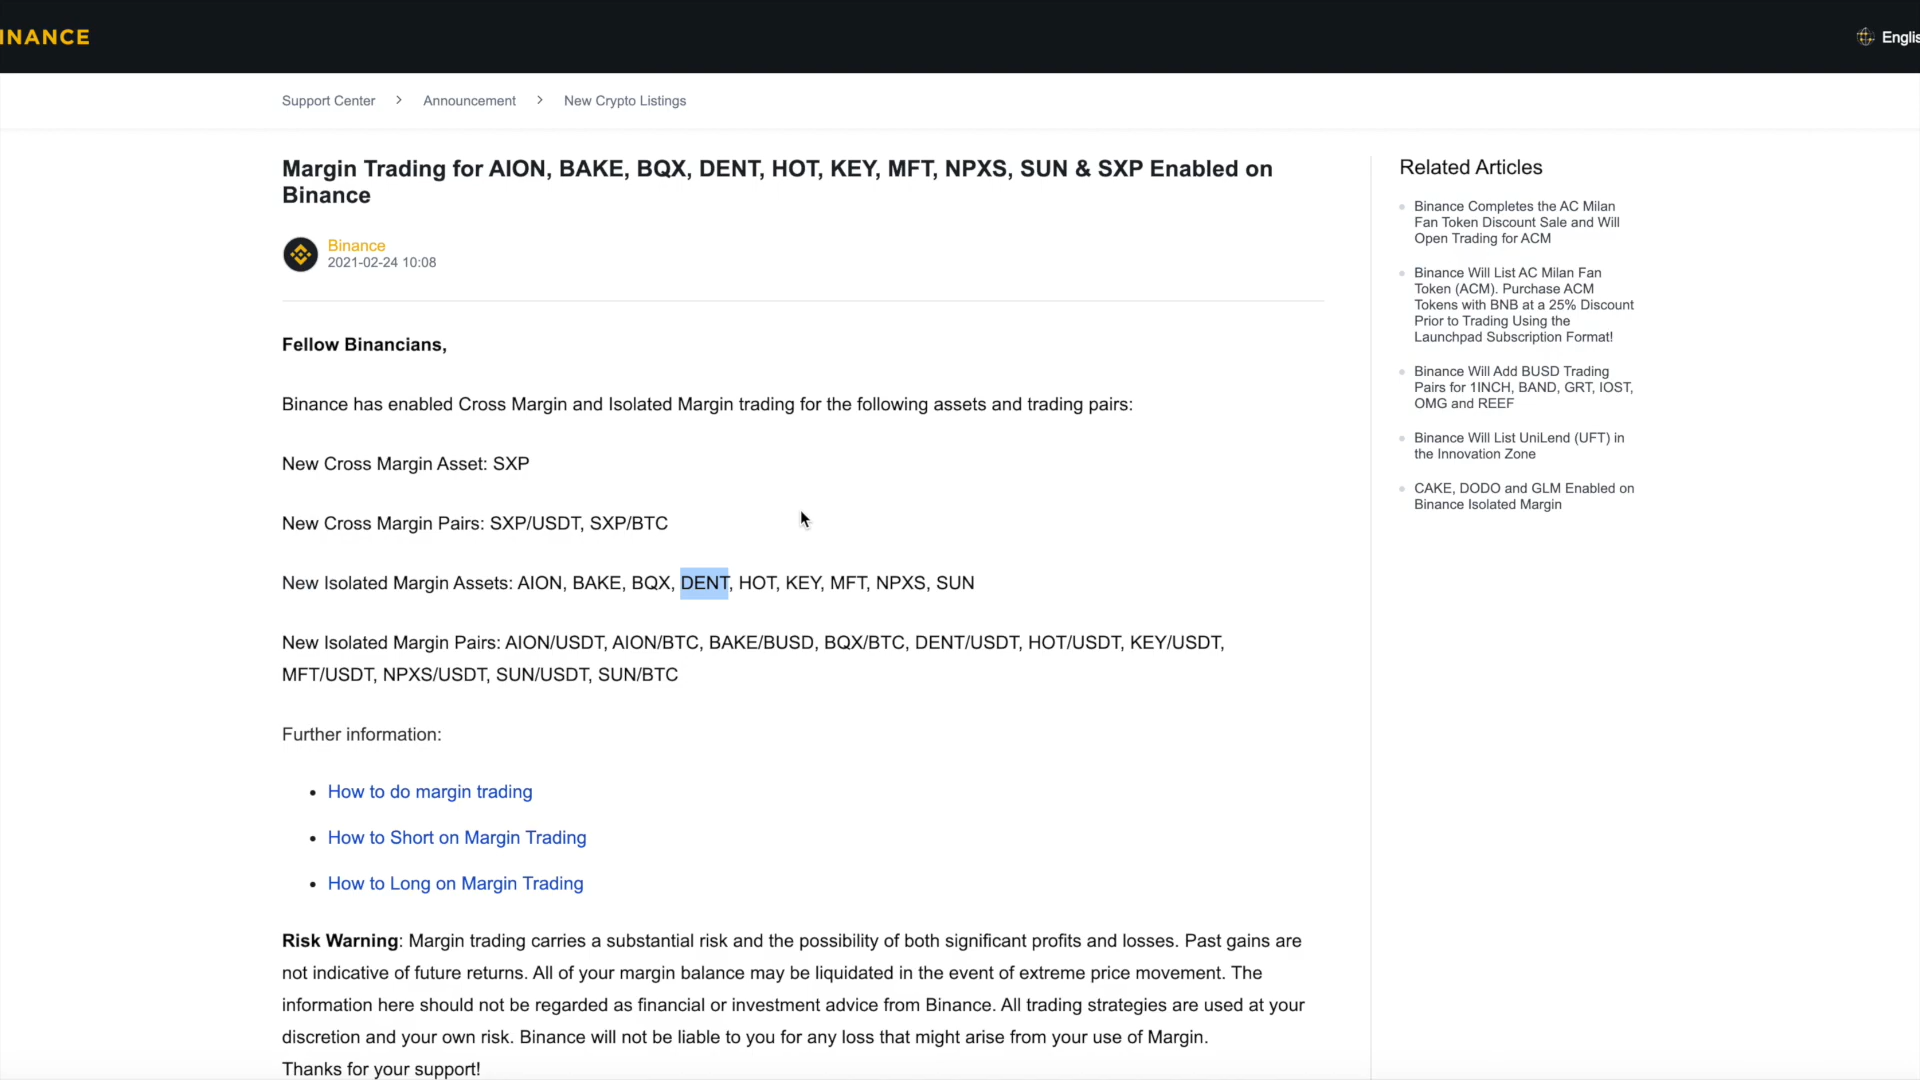 INANCE
Englis
Support Center > Announcement > New Crypto Listings
Margin Trading for AION, BAKE, BQX, DENT, HOT, KEY, MFT, NPXS, SUN & SXP Enabled on
Binance
Binance
2021-02-24 10:08
Fellow Binancians,
Binance has enabled Cross Margin and Isolated Margin trading for the following assets and trading pairs:
New Cross Margin Asset: SXP
New Cross Margin Pairs: SXP/USDT, SXP/BTC
New Isolated Margin Assets: AION, BAKE, BQX, DENT, HOT, KEY, MFT, NPXS, SUN
New Isolated Margin Pairs: AION/USDT, AION/BTC, BAKE/BUSD, BQX/BTC, DENT/USDT, HOT/USDT, KEY/USDT,
MFT/USDT, NPXS/USDT, SUN/USDT, SUN/BTC
Further information:
• How to do margin trading
• How to Short on Margin Trading
• How to Long on Margin Trading
Risk Warning: Margin trading carries a substantial risk and the possibility of both significant profits and losses. Past gains are
not indicative of future returns. All of your margin balance may be liquidated in the event of extreme price movement. The
information here should not be regarded as financial or investment advice from Binance. All trading strategies are used at your
discretion and your own risk. Binance will not be liable to you for any loss that might arise from your use of Margin.
Thanks for your support!
Related Articles
Binance Completes the AC Milan
Fan Token Discount Sale and Will
Open Trading for ACM
Binance Will List AC Milan Fan
Token (ACM). Purchase ACM
Tokens with BNB at a 25% Discount
Prior to Trading Using the
Launchpad Subscription Format!
Binance Will Add BUSD Trading
Pairs for 1INCH, BAND, GRT, IOST,
OMG and REEF
Binance Will List UniLend (UFT) in
the Innovation Zone
CAKE, DODO and GLM Enabled on
Binance Isolated Margin